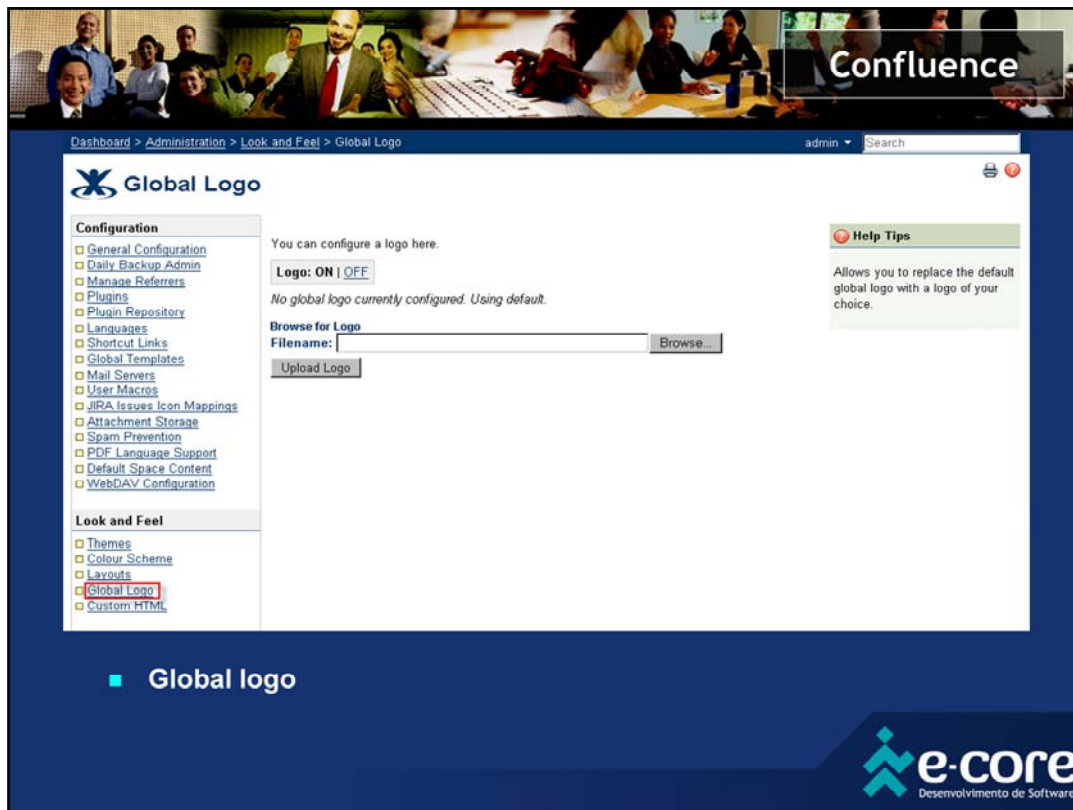 Confluence
Dashboard > Administration > Look and Feel > Global Logo
admin
Search
Global Logo
Configuration
General Configuration
Daily Backup Admin
Manage Referrers
Plugins
Plugin Repository
Languages
Shortcut Links
Global Templates
Mail Servers
User Macros
JIRA Issues Icon Mappings
Attachment Storage
Spam Prevention
PDF Language Support
Default Space Content
WebDAV Configuration
Look and Feel
Themes
Colour Scheme
Layouts
Global Logo
Custom HTML
You can configure a logo here.
Logo: ON | OFF
No global logo currently configured. Using default.
Browse for Logo
Filename:
Browse...
Upload Logo
Help Tips
Allows you to replace the default
global logo with a logo of your
choice.
Global logo
e-core
Desenvolvimento de Software